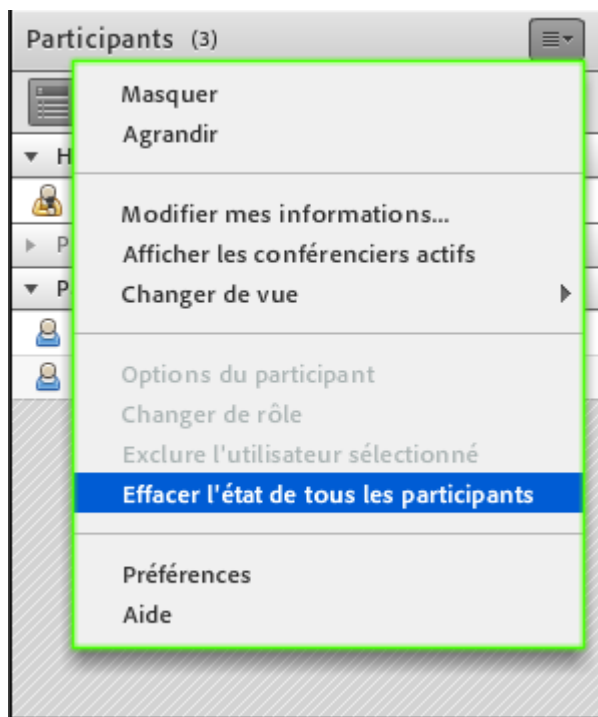 Participants (3)
Masquer
Agrandir
H
Modifier mes informations...
P
Afficher les conférenciers actifs
P
Changer de vue
Options du participant
Changer de rôle
Exclure l'utilisateur sélectionné
Effacer l'état de tous les participants
Préférences
Aide